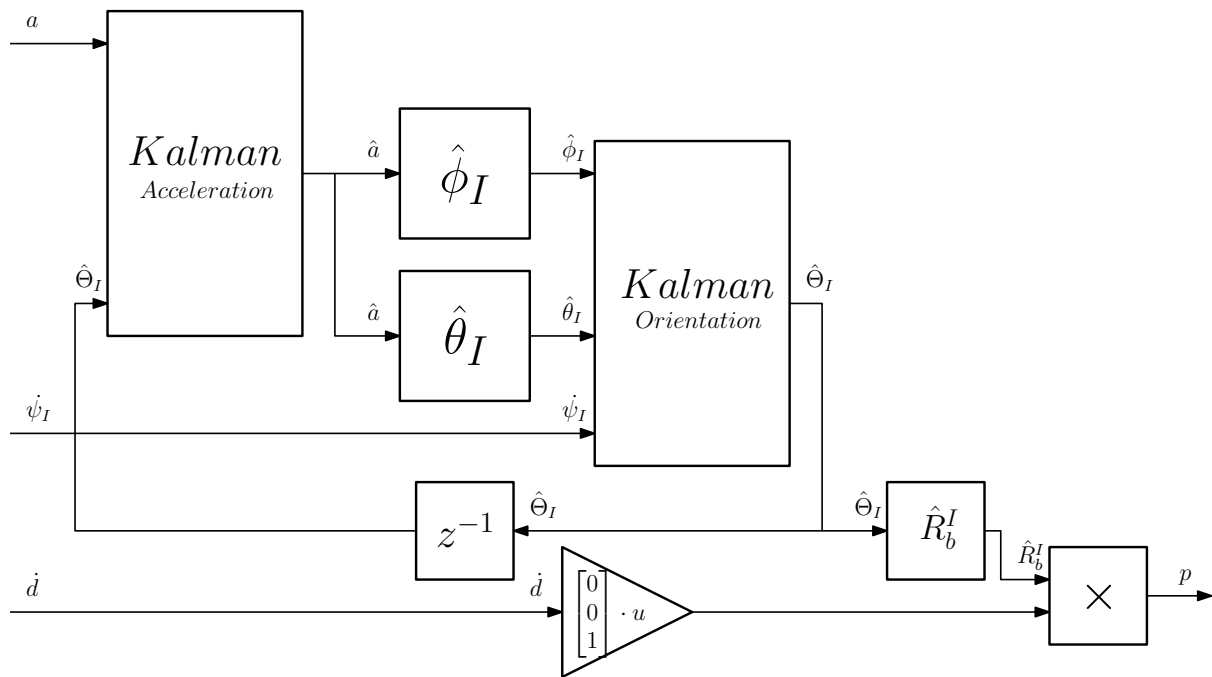 a
Kalman
Acceleration
â
ϕ̂_I
ϕ̂_I
Kalman
Orientation
Θ̂_I
â
θ̂_I
θ̂_I
Θ̂_I
ψ̇_I
ψ̇_I
z^{-1}
Θ̂_I
Θ̂_I
R̂_b^I
R̂_b^I
ḋ
ḋ
[0
0
1] · u
×
p